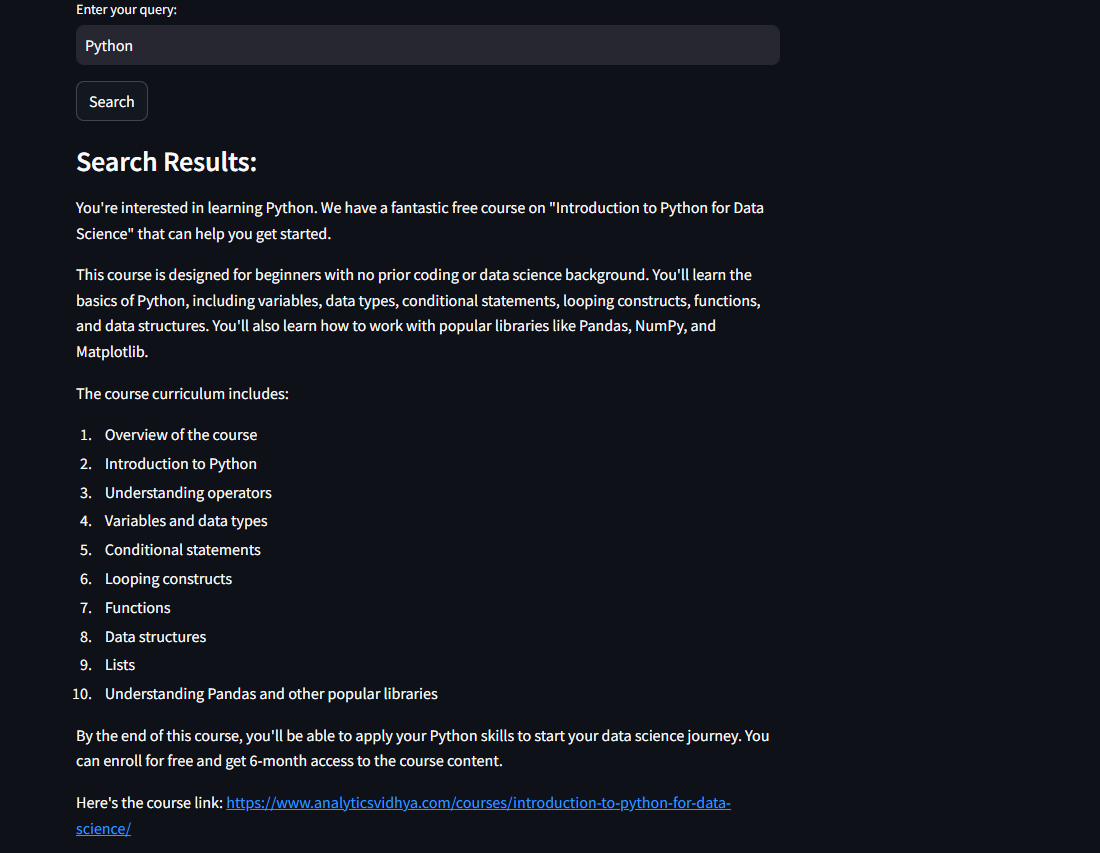 Enter your query:
Python
Search
Search Results:
You're interested in learning Python. We have a fantastic free course on "Introduction to Python for Data
Science" that can help you get started.
This course is designed for beginners with no prior coding or data science background. You'll learn the
basics of Python, including variables, data types, conditional statements, looping constructs, functions,
and data structures. You'll also learn how to work with popular libraries like Pandas, NumPy, and
Matplotlib.
The course curriculum includes:
1. Overview of the course
2. Introduction to Python
3. Understanding operators
4. Variables and data types
5. Conditional statements
6. Looping constructs
7. Functions
8. Data structures
9. Lists
10. Understanding Pandas and other popular libraries
By the end of this course, you'll be able to apply your Python skills to start your data science journey. You
can enroll for free and get 6-month access to the course content.
Here's the course link: https://www.analyticsvidhya.com/courses/introduction-to-python-for-data-
science/